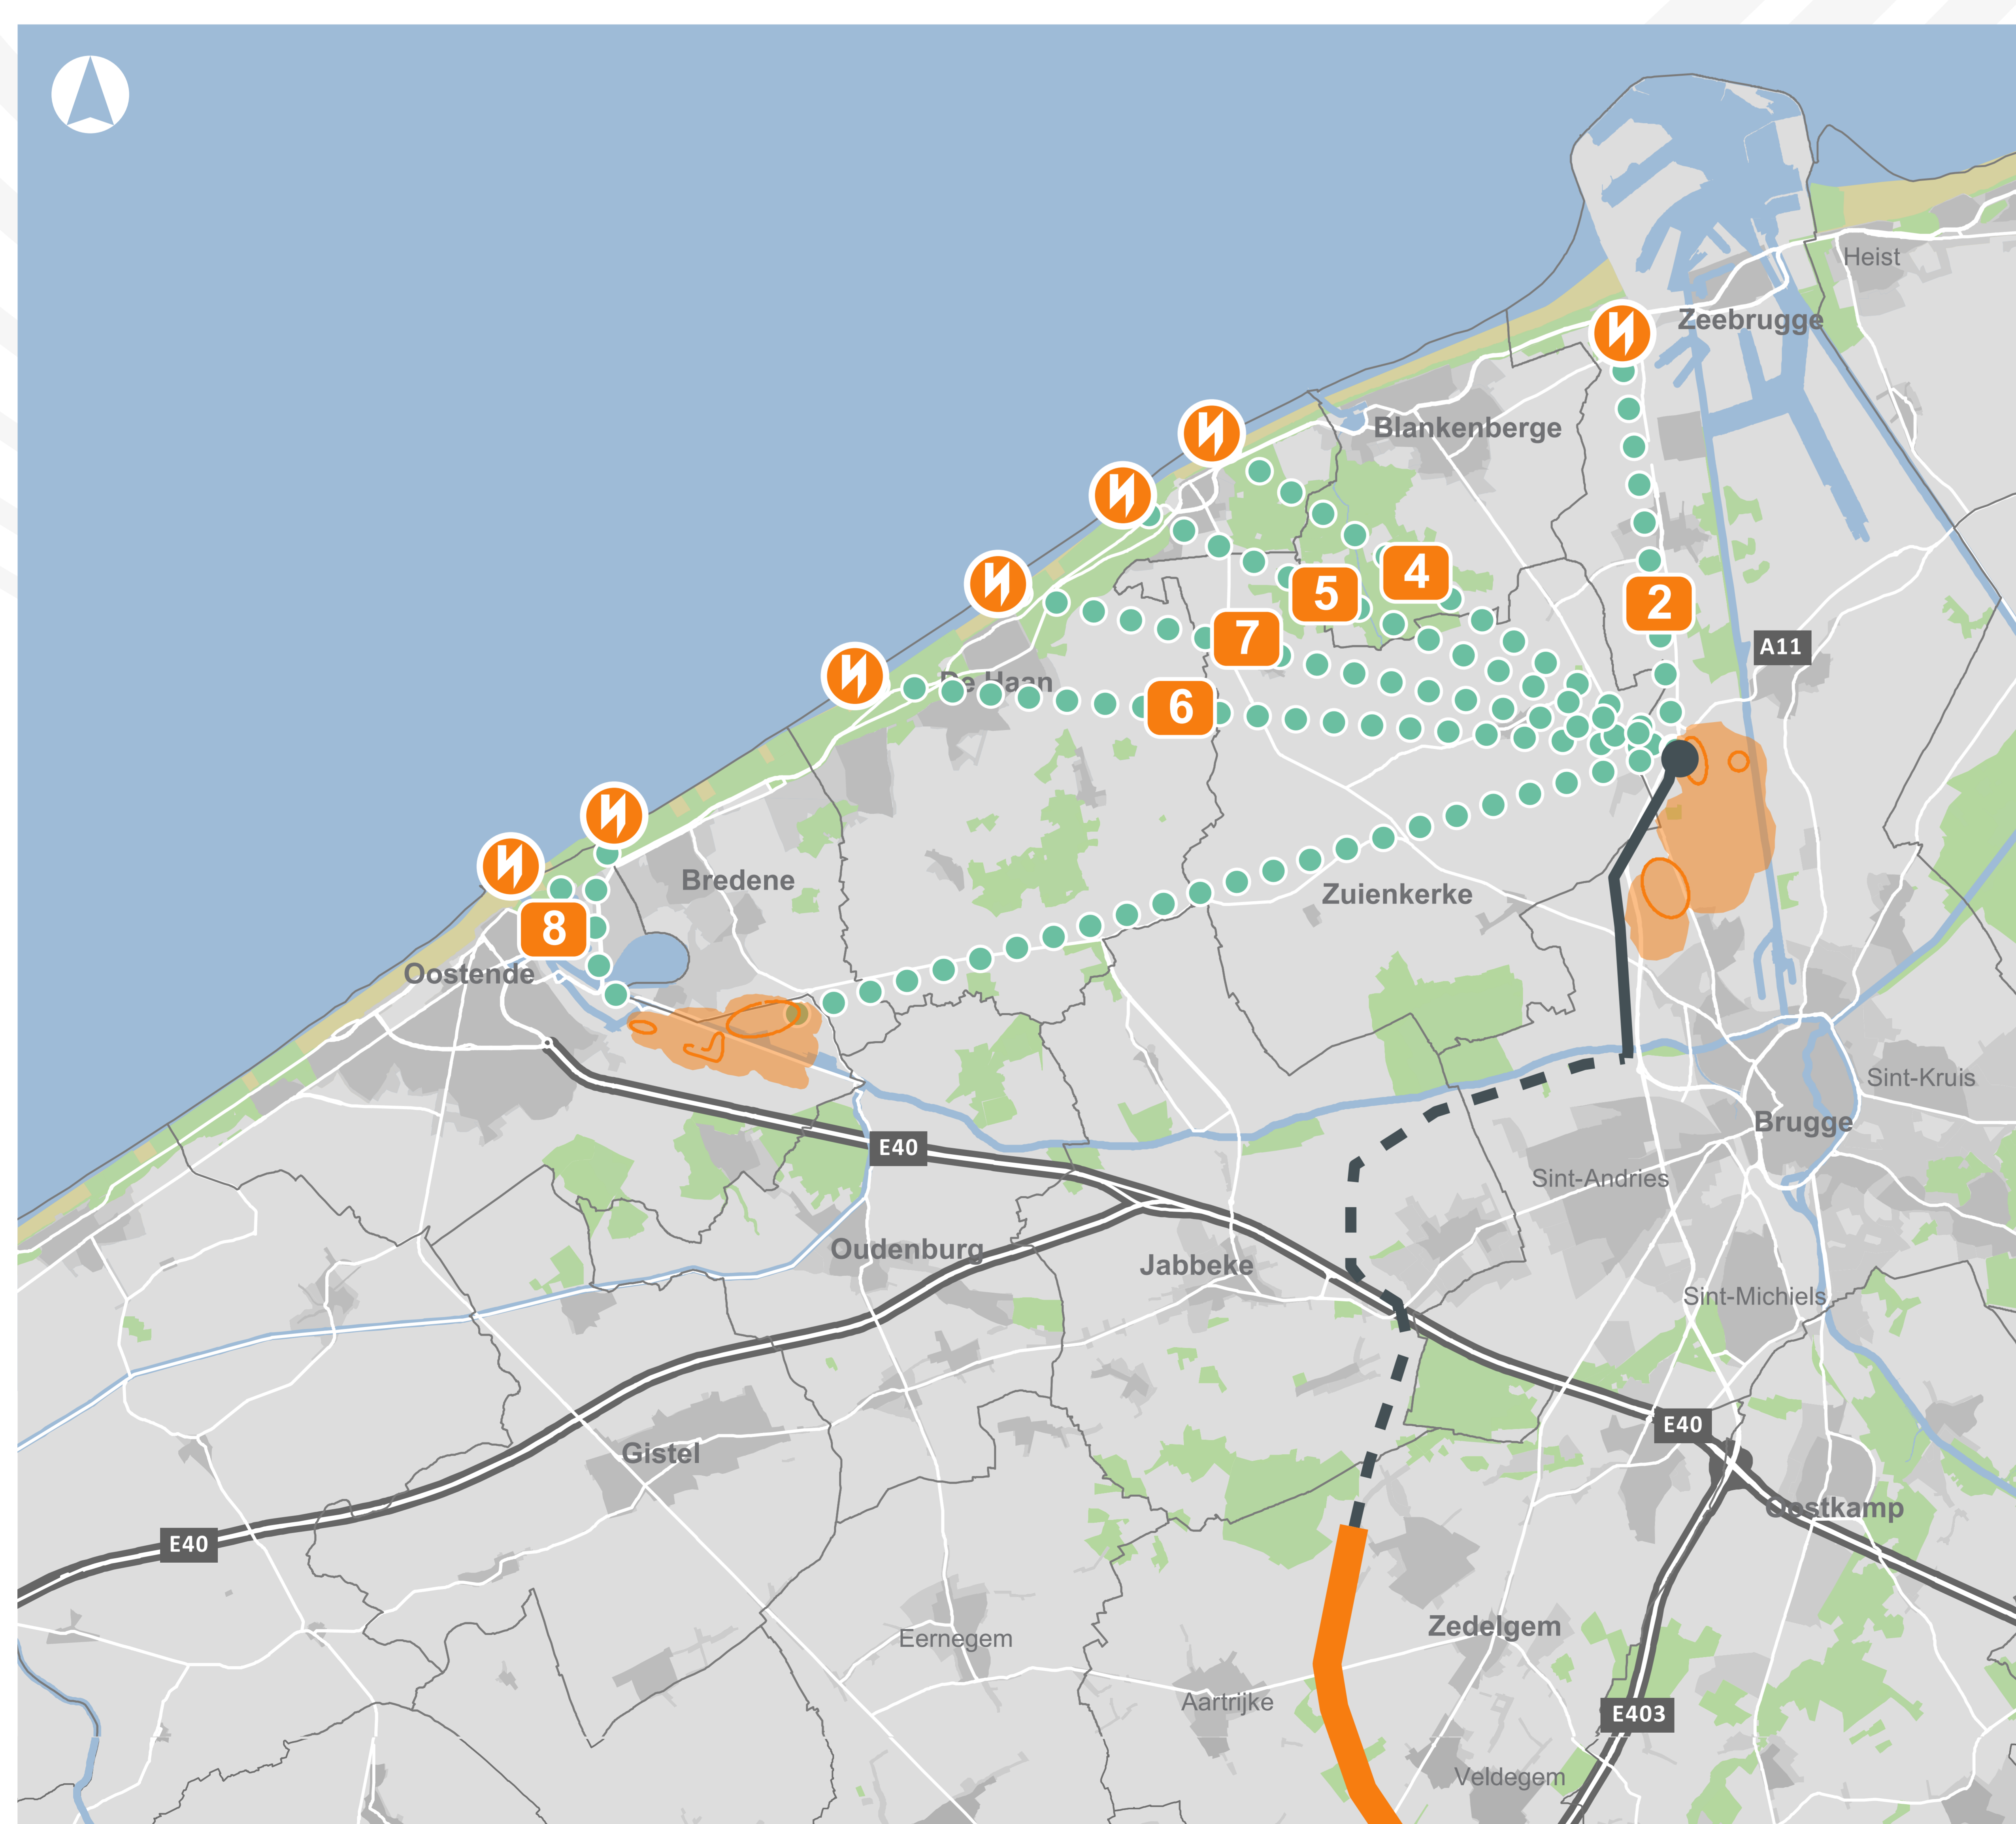 Heist
Zeebrugge
Blankenberge
4
5
2
7
A11
De Haan
6
Bredene
Zuienkerke
8
Oostende
Sint-Kruis
Brugge
E40
Sint-Andries
Oudenburg
Jabbeke
Sint-Michiels
E40
Gistel
Oostkamp
E40
Zedelgem
Eernegem
Aartrijke
E403
Veldegem